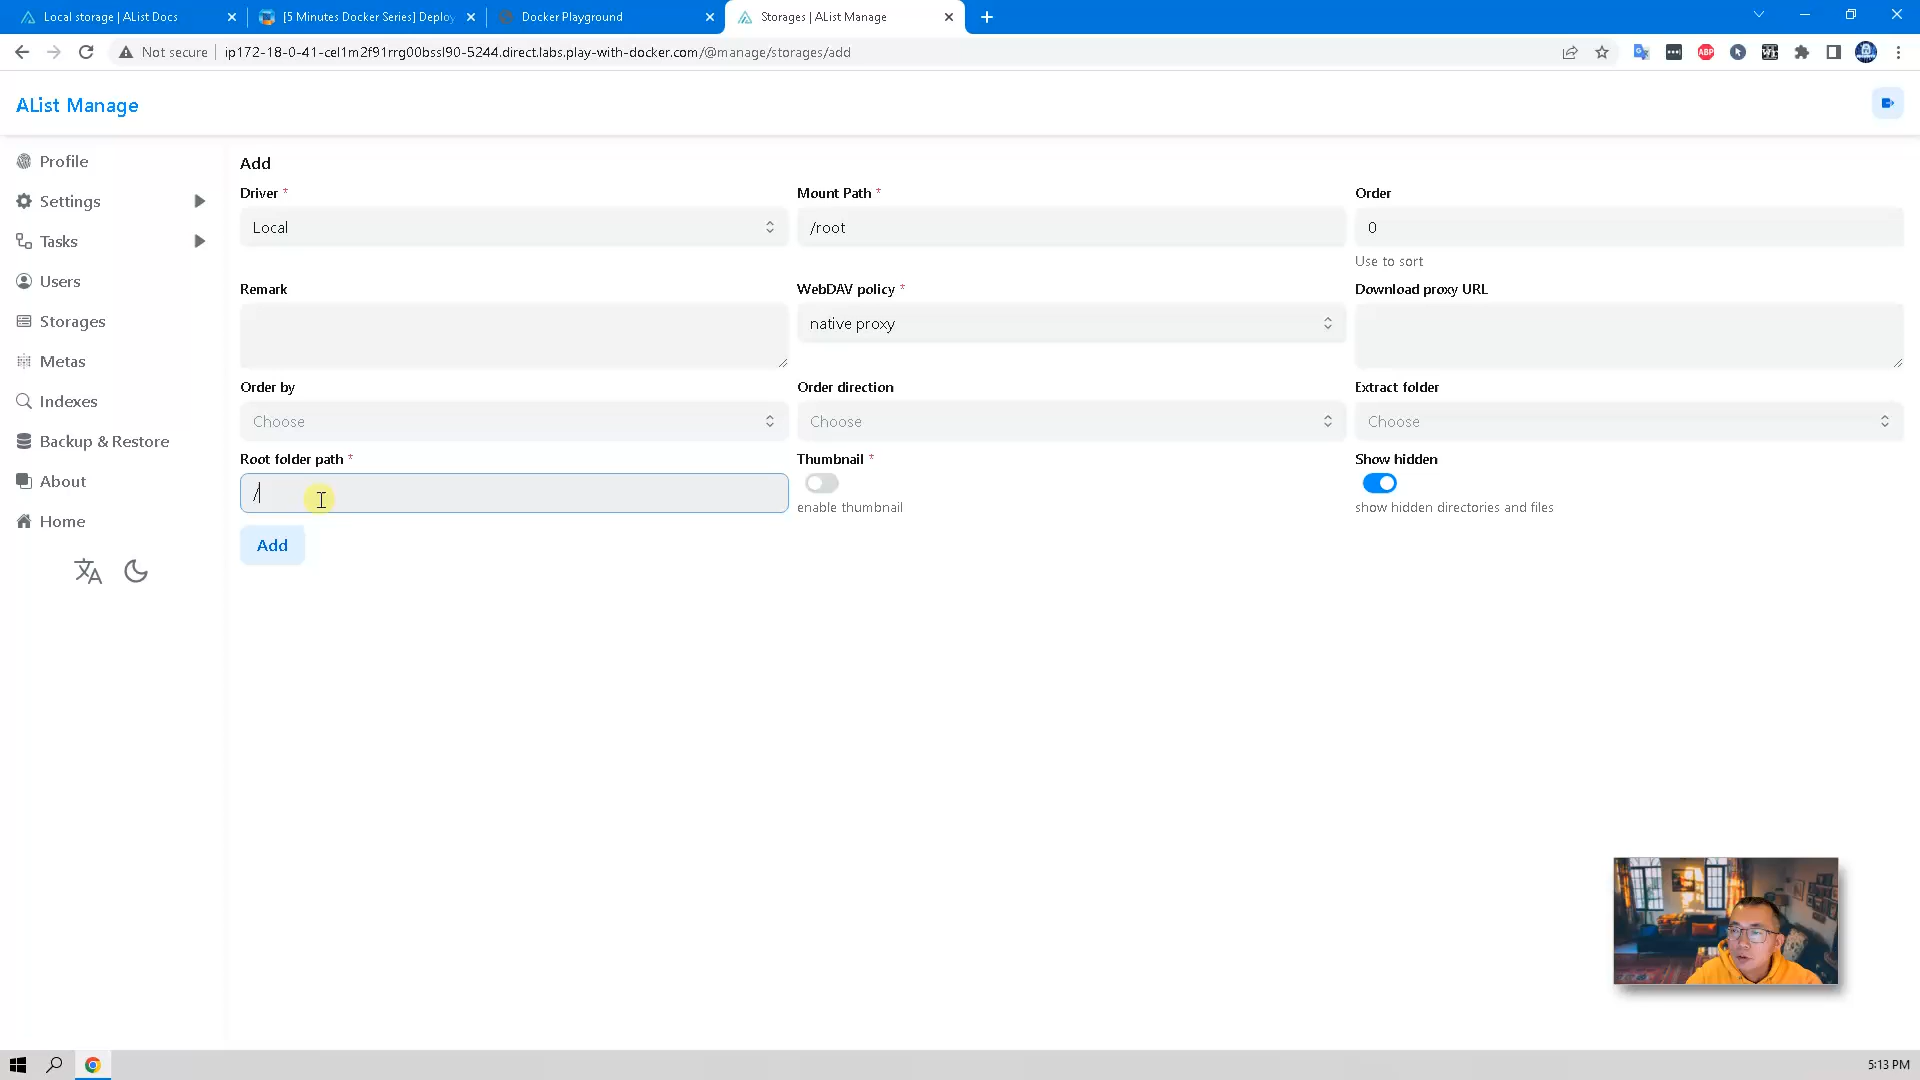 Local storage | AList Docs
[5 Minutes Docker Series] Deploy
Docker Playground
Storages | AList Manage
Not secure
ip172-18-0-41-cel1m2f91rrg00bssl90-5244.direct.labs.play-with-docker.com/@manage/storages/add
ABP
AList Manage
Profile
Settings
Tasks
Users
Storages
Metas
Indexes
Backup & Restore
About
Home
Add
Driver *
Mount Path *
Order
Local
/root
0
Use to sort
Remark
WebDAV policy *
Download proxy URL
native proxy
Order by
Order direction
Extract folder
Choose
Choose
Choose
Root folder path *
Thumbnail *
Show hidden
/
enable thumbnail
show hidden directories and files
Add
5:13 PM